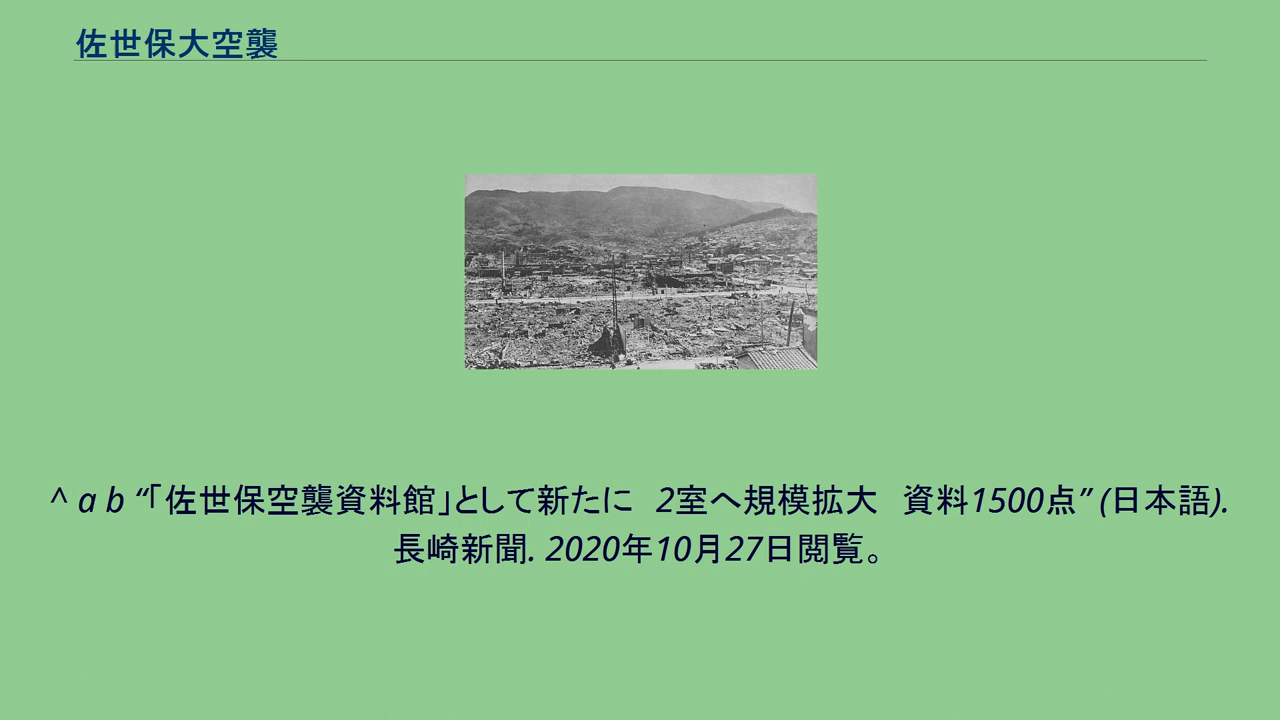 佐世保大空襲
^ a b “「佐世保空襲資料館」として新たに　2室へ規模拡大　資料1500点” (日本語).
長崎新聞. 2020年10月27日閲覧。